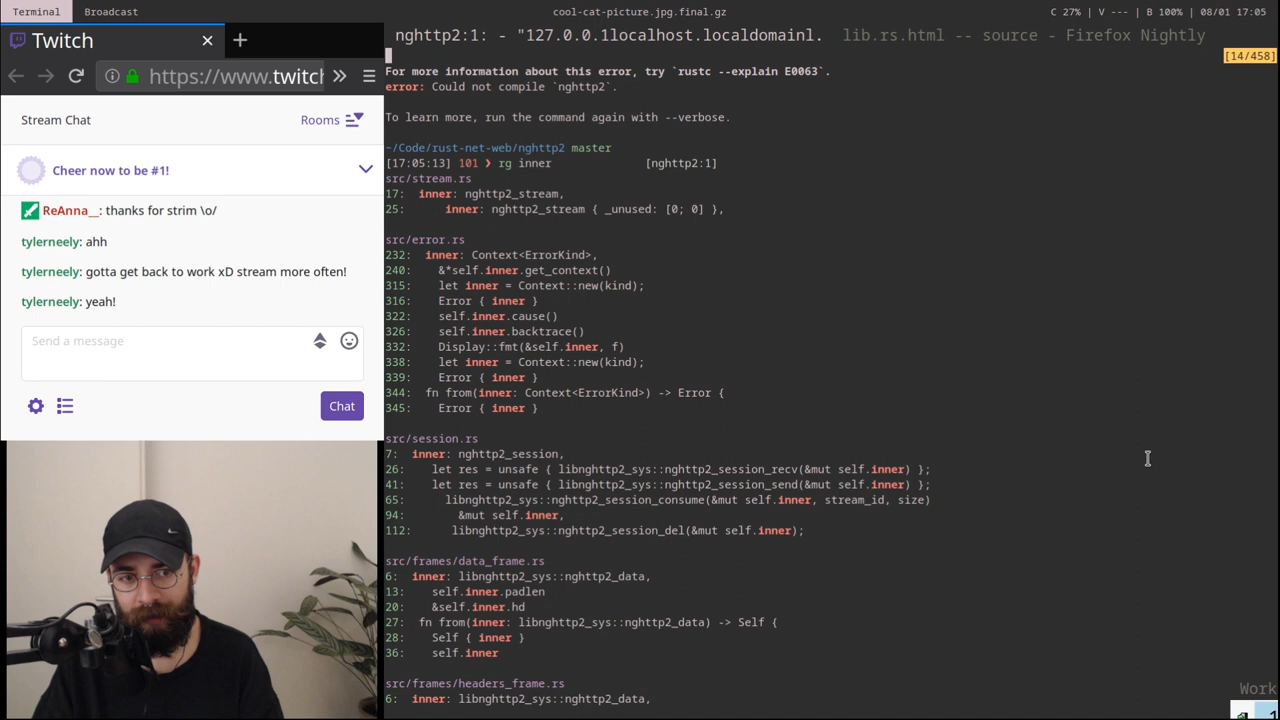 Terminal Broadcast cool-cat-picture.jpg.final.gz C 27% | V --- | B 100% | 08/01 17:05
Twitch
https://www.twitch
Stream Chat
Rooms
Cheer now to be #1!
ReAnna__: thanks for strim \o/
tylerneely: ahh
tylerneely: gotta get back to work xD stream more often!
tylerneely: yeah!
Send a message
Chat
nghttp2:1: - "127.0.0.1localhost.localdomainl. lib.rs.html -- source - Firefox Nightly
[14/458]
For more information about this error, try `rustc --explain E0063`.
error: Could not compile `nghttp2`.
To learn more, run the command again with --verbose.
~/Code/rust-net-web/nghttp2 master
[17:05:13] 101 ❯ rg inner [nghttp2:1]
src/stream.rs
17: inner: nghttp2_stream,
25: inner: nghttp2_stream { _unused: [0; 0] },
src/error.rs
232: inner: Context<ErrorKind>,
240: &*self.inner.get_context()
315: let inner = Context::new(kind);
316: Error { inner }
322: self.inner.cause()
326: self.inner.backtrace()
332: Display::fmt(&self.inner, f)
338: let inner = Context::new(kind);
339: Error { inner }
344: fn from(inner: Context<ErrorKind>) -> Error {
345: Error { inner }
src/session.rs
7: inner: nghttp2_session,
26: let res = unsafe { libnghttp2_sys::nghttp2_session_recv(&mut self.inner) };
41: let res = unsafe { libnghttp2_sys::nghttp2_session_send(&mut self.inner) };
65: libnghttp2_sys::nghttp2_session_consume(&mut self.inner, stream_id, size)
94: &mut self.inner,
112: libnghttp2_sys::nghttp2_session_del(&mut self.inner);
src/frames/data_frame.rs
6: inner: libnghttp2_sys::nghttp2_data,
13: self.inner.padlen
20: &self.inner.hd
27: fn from(inner: libnghttp2_sys::nghttp2_data) -> Self {
28: Self { inner }
36: self.inner
src/frames/headers_frame.rs
6: inner: libnghttp2_sys::nghttp2_data,
Work